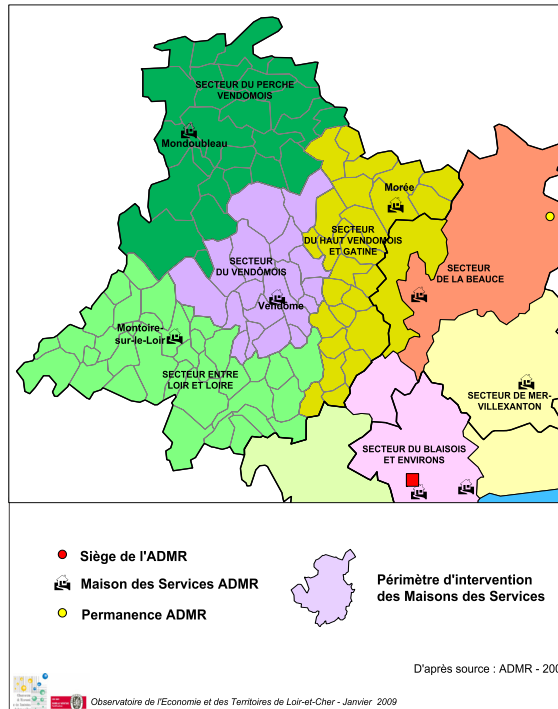 SECTEUR DU PERCHE
VENDOMOIS
Mondoubleau
Morée
SECTEUR
DU HAUT VENDOMOIS
ET GATINE
SECTEUR
DU VENDÔMOIS
SECTEUR
DE LA BEAUCE
Vendôme
Montoire-
sur-le-Loir
SECTEUR ENTRE
LOIR ET LOIRE
SECTEUR DE MER-
VILLEXANTON
SECTEUR DU BLAISOIS
ET ENVIRONS
Siège de l'ADMR
Maison des Services ADMR
Permanence ADMR
Périmètre d'intervention
des Maisons des Services
D'après source : ADMR - 200
Observatoire de l'Economie et des Territoires de Loir-et-Cher - Janvier 2009